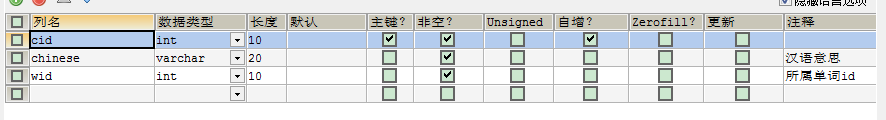 隐藏语言选项
列名 数据类型 长度 默认 主键? 非空? Unsigned 自增? Zerofill? 更新 注释
cid int 10
chinese varchar 20 汉语意思
wid int 10 所属单词id